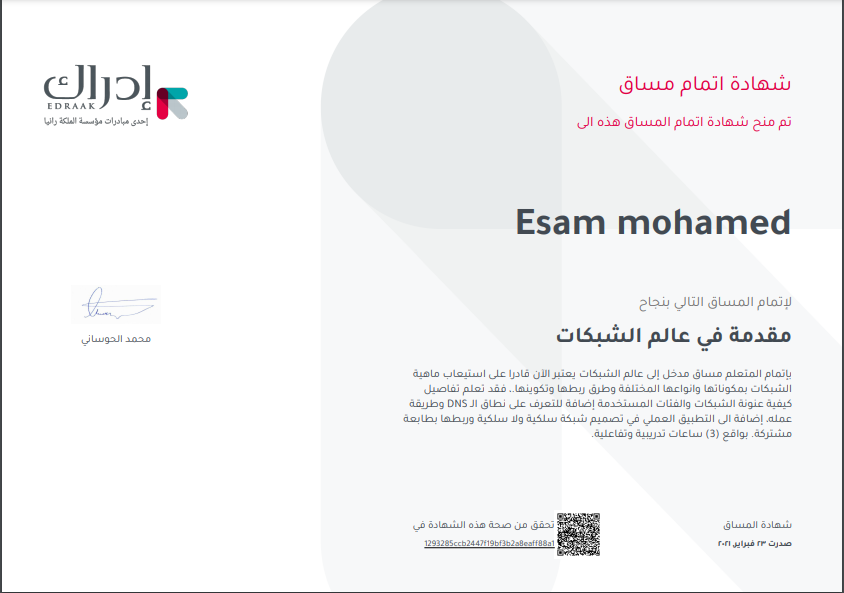 إدراك
EDRAAK
إحدى مبادرات مؤسسة الملكة رانيا
شهادة اتمام مساق
تم منح شهادة اتمام المساق هذه الى
Esam mohamed
لإتمام المساق التالي بنجاح
مقدمة في عالم الشبكات
بإتمام المتعلم مساق مدخل إلى عالم الشبكات يعتبر الآن قادرا على استيعاب ماهية
الشبكات بمكوناتها وانواعها المختلفة وطرق ربطها وتكوينها.. فقد تعلم تفاصيل
كيفية عنونة الشبكات والفئات المستخدمة إضافة للتعرف على نطاق الـ DNS وطريقة
عمله، إضافة الى التطبيق العملي في تصميم شبكة سلكية ولا سلكية وربطها بطابعة
مشتركة. بواقع (3) ساعات تدريبية وتفاعلية.
محمد الحوساني
شهادة المساق
صدرت ٢٣ فبراير, ٢٠٢١
تحقق من صحة هذه الشهادة في
1293285ccb2447f19bf3b2a8eaff88a1